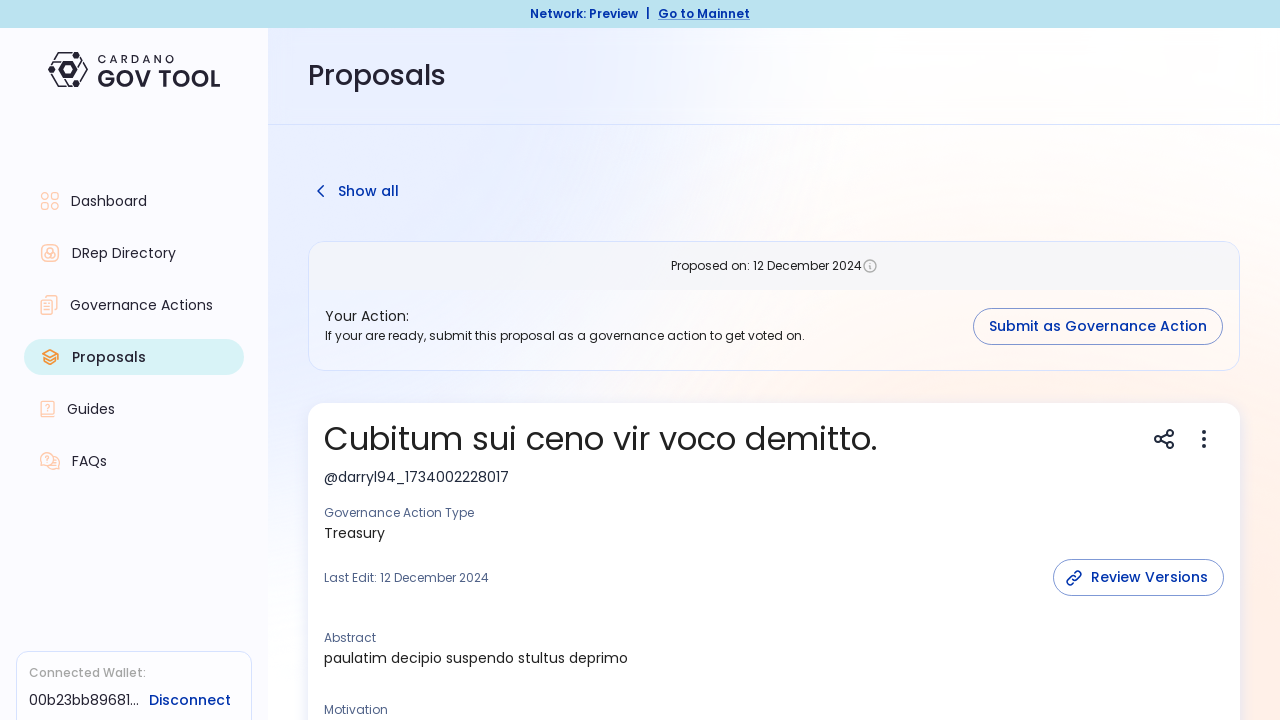 Network: Preview | Go to Mainnet
CARDANO
GOV TOOL
Proposals
Dashboard
DRep Directory
Governance Actions
Proposals
Guides
FAQs
Connected Wallet:
00b23bb89681... Disconnect
Show all
Proposed on: 12 December 2024
Your Action:
If you are ready, submit this proposal as a governance action to get voted on.
Submit as Governance Action
Cubitum sui ceno vir voco demitto.
@darryl94_1734002228017
Governance Action Type
Treasury
Last Edit: 12 December 2024
Review Versions
Abstract
paulatim decipio suspendo stultus deprimo
Motivation